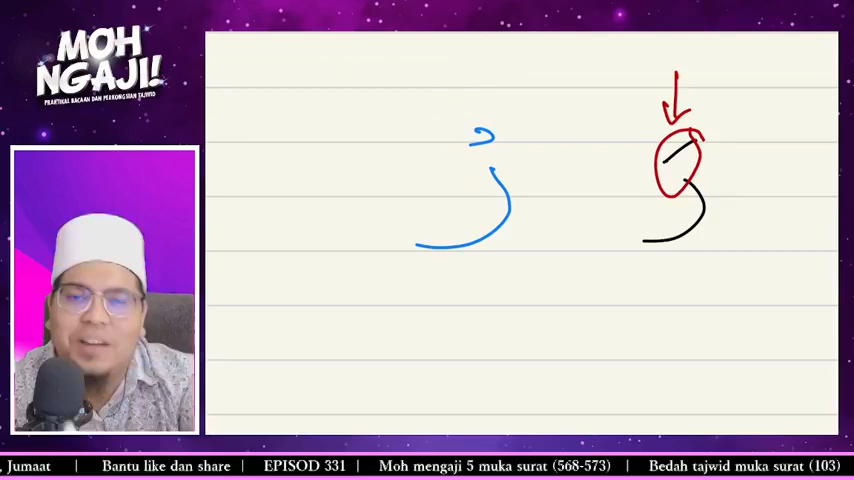 MOH
NGAJI!
PRAKTIKAL BACAAN DAN PERKONGSIAN TAJWID
رَ
رْ
, Jumaat | Bantu like dan share | EPISOD 331 | Moh mengaji 5 muka surat (568-573) | Bedah tajwid muka surat (103)